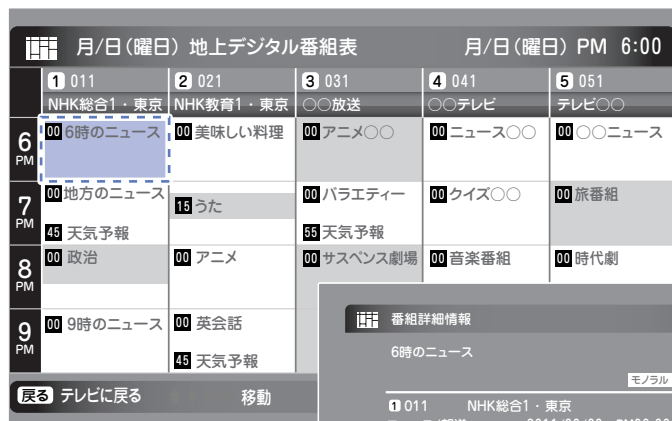 月/日(曜日) 地上デジタル番組表 月/日(曜日) PM 6:00
1 011 2 021 3 031 4 041 5 051
NHK総合1・東京 NHK教育1・東京 ○○放送 ○○テレビ テレビ○○
6 PM 00 6時のニュース 00 美味しい料理 00 アニメ○○ 00 ニュース○○ 00 ○○ニュース
7 PM 00 地方のニュース 15 うた 00 バラエティー 00 クイズ○○ 00 旅番組
45 天気予報 55 天気予報
8 PM 00 政治 00 アニメ 00 サスペンス劇場 00 音楽番組 00 時代劇
9 PM 00 9時のニュース 00 英会話
45 天気予報
戻る テレビに戻る 移動
番組詳細情報
6時のニュース
モノラル
1 011 NHK総合1・東京